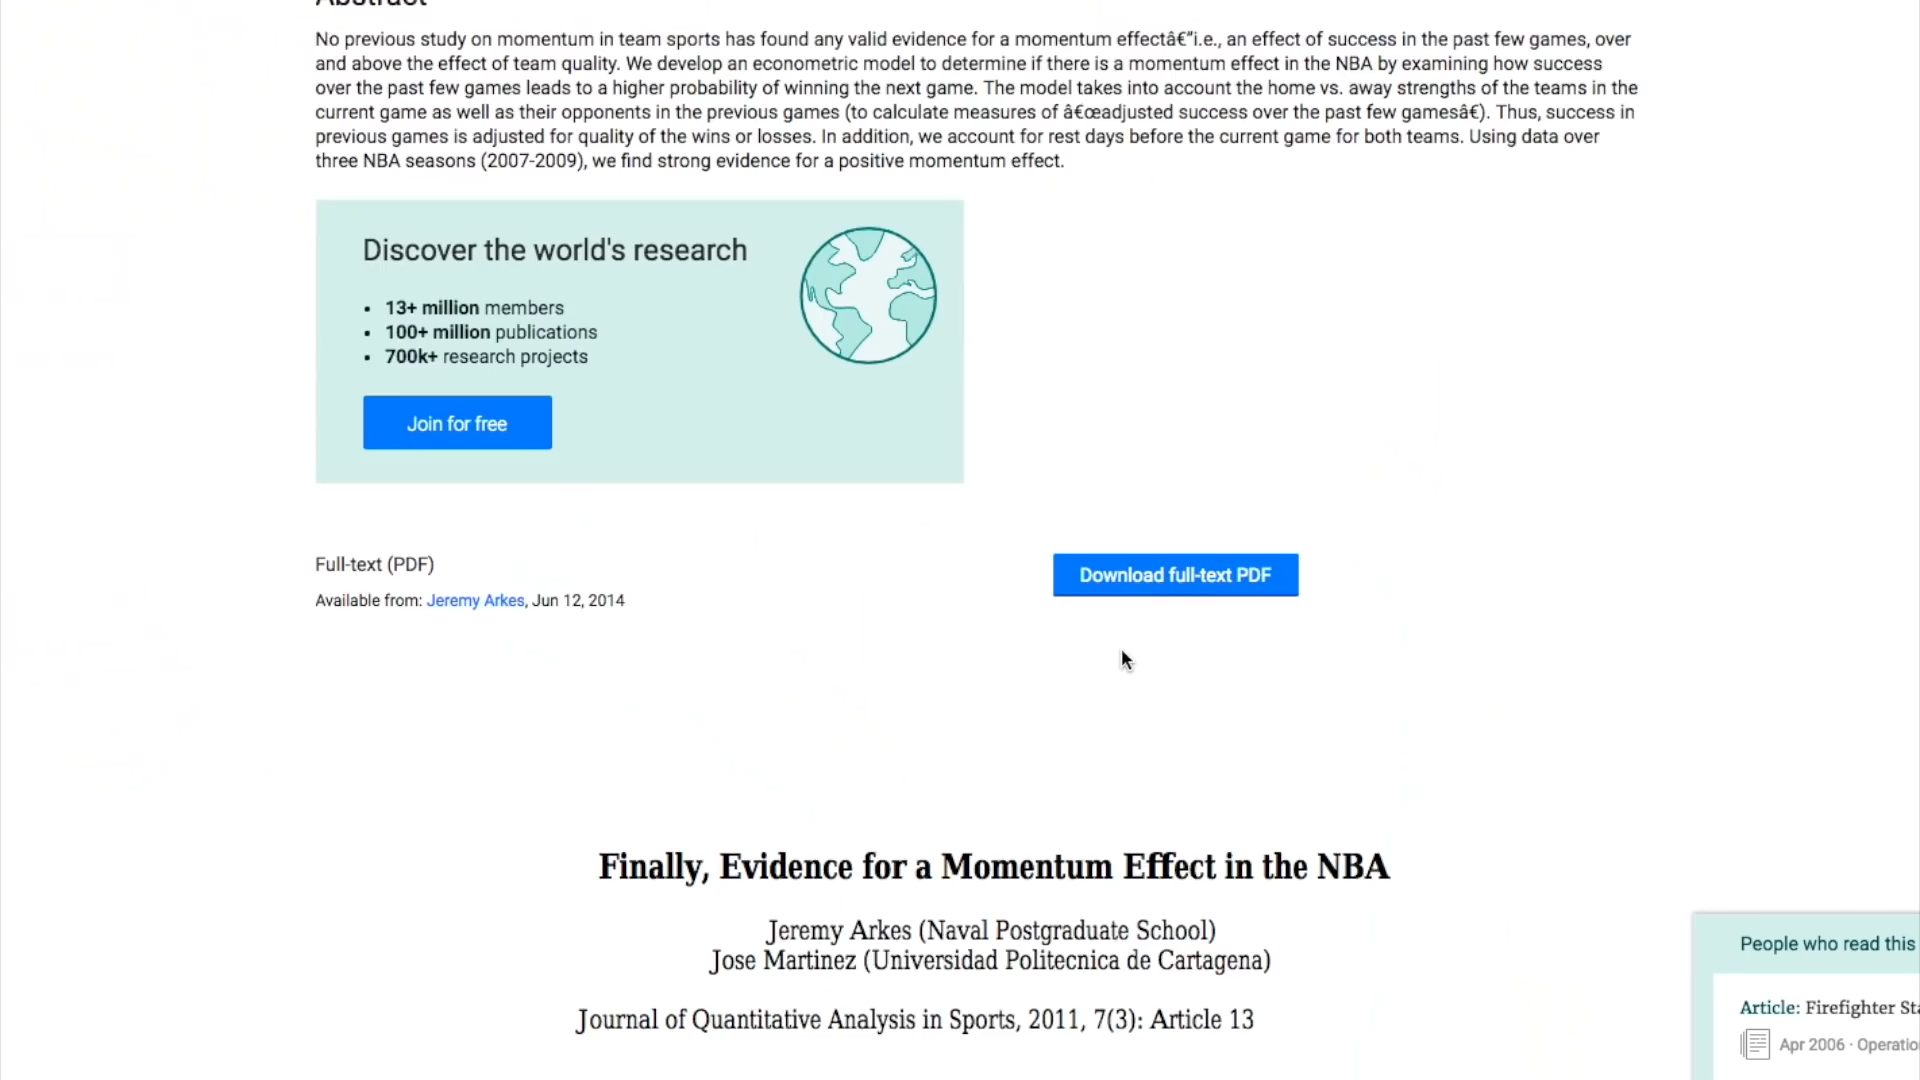 Abstract
No previous study on momentum in team sports has found any valid evidence for a momentum effectâ€”i.e., an effect of success in the past few games, over
and above the effect of team quality. We develop an econometric model to determine if there is a momentum effect in the NBA by examining how success
over the past few games leads to a higher probability of winning the next game. The model takes into account the home vs. away strengths of the teams in the
current game as well as their opponents in the previous games (to calculate measures of â€œadjusted success over the past few gamesâ€). Thus, success in
previous games is adjusted for quality of the wins or losses. In addition, we account for rest days before the current game for both teams. Using data over
three NBA seasons (2007-2009), we find strong evidence for a positive momentum effect.
Discover the world's research
• 13+ million members
• 100+ million publications
• 700k+ research projects
Join for free
Full-text (PDF)
Download full-text PDF
Available from: Jeremy Arkes, Jun 12, 2014
Finally, Evidence for a Momentum Effect in the NBA
Jeremy Arkes (Naval Postgraduate School)
Jose Martinez (Universidad Politecnica de Cartagena)
Journal of Quantitative Analysis in Sports, 2011, 7(3): Article 13
People who read this
Article: Firefighter Sta
Apr 2006 · Operatio